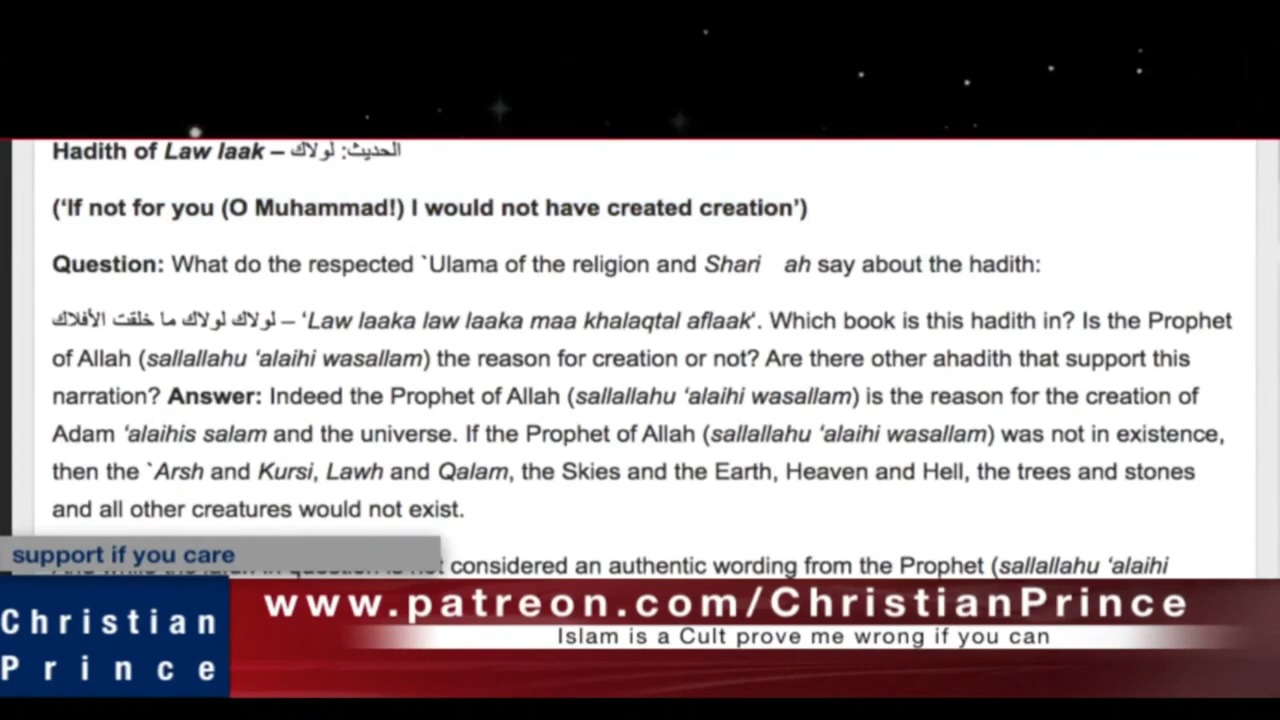 Hadith of Law laak – الحديث: لولاك
(‘If not for you (O Muhammad!) I would not have created creation’)
Question: What do the respected `Ulama of the religion and Shari ah say about the hadith:
لولاك لولاك ما خلقت الأفلاك – ‘Law laaka law laaka maa khalaqtal aflaak‘. Which book is this hadith in? Is the Prophet
of Allah (sallallahu ‘alaihi wasallam) the reason for creation or not? Are there other ahadith that support this
narration? Answer: Indeed the Prophet of Allah (sallallahu ‘alaihi wasallam) is the reason for the creation of
Adam ‘alaihis salam and the universe. If the Prophet of Allah (sallallahu ‘alaihi wasallam) was not in existence,
then the `Arsh and Kursi, Lawh and Qalam, the Skies and the Earth, Heaven and Hell, the trees and stones
and all other creatures would not exist.
considered an authentic wording from the Prophet (sallallahu ‘alaihi
support if you care
Christian
Prince
www.patreon.com/ChristianPrince
Islam is a Cult prove me wrong if you can